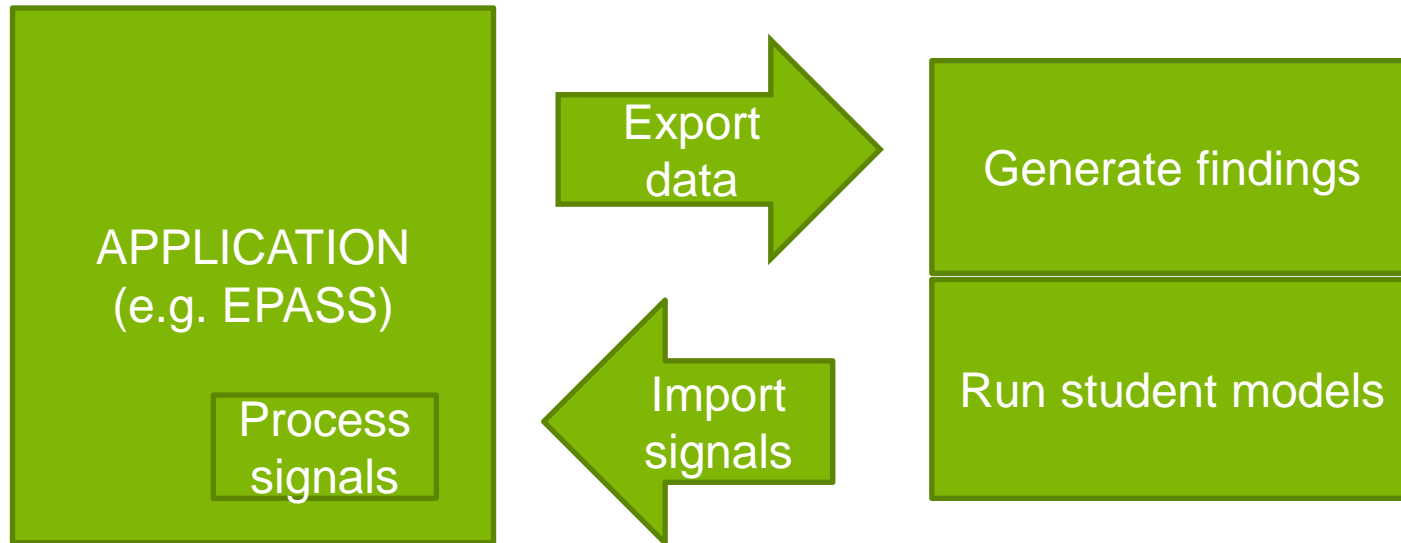 APPLICATION
(e.g. EPASS)
Process
signals
Export
data
Import
signals
Generate findings
Run student models